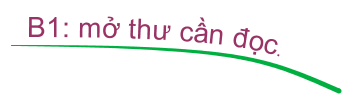 B1: mở thư cần đọc.